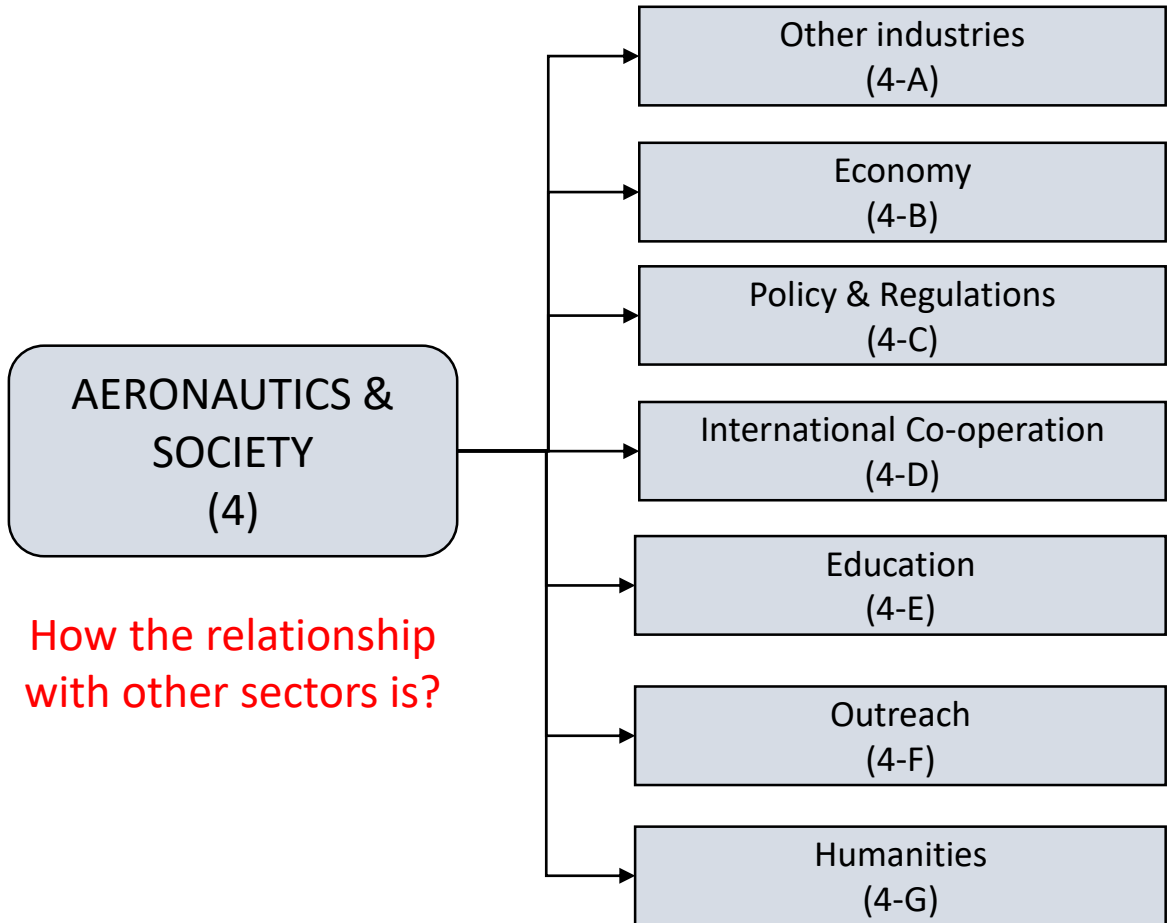 Other industries
(4-A)
Economy
(4-B)
Policy & Regulations
(4-C)
AERONAUTICS &
SOCIETY
(4)
International Co-operation
(4-D)
Education
(4-E)
How the relationship
with other sectors is?
Outreach
(4-F)
Humanities
(4-G)